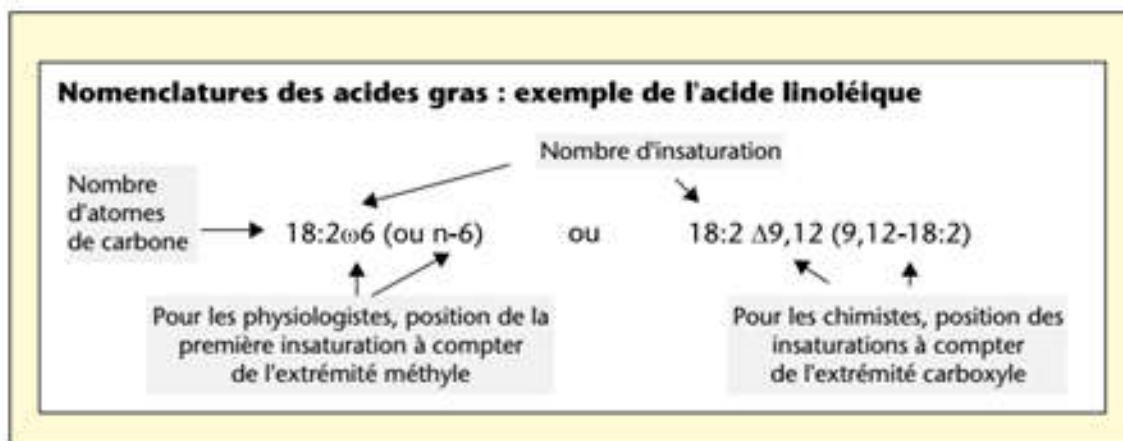 Nomenclatures des acides gras : exemple de l'acide linoléique
Nombre d'insaturation
Nombre
d'atomes
de carbone
18:2ω6 (ou n-6)
ou
18:2 Δ9,12 (9,12-18:2)
Pour les physiologistes, position de la
première insaturation à compter
de l'extrémité méthyle
Pour les chimistes, position des
insaturations à compter
de l'extrémité carboxyle